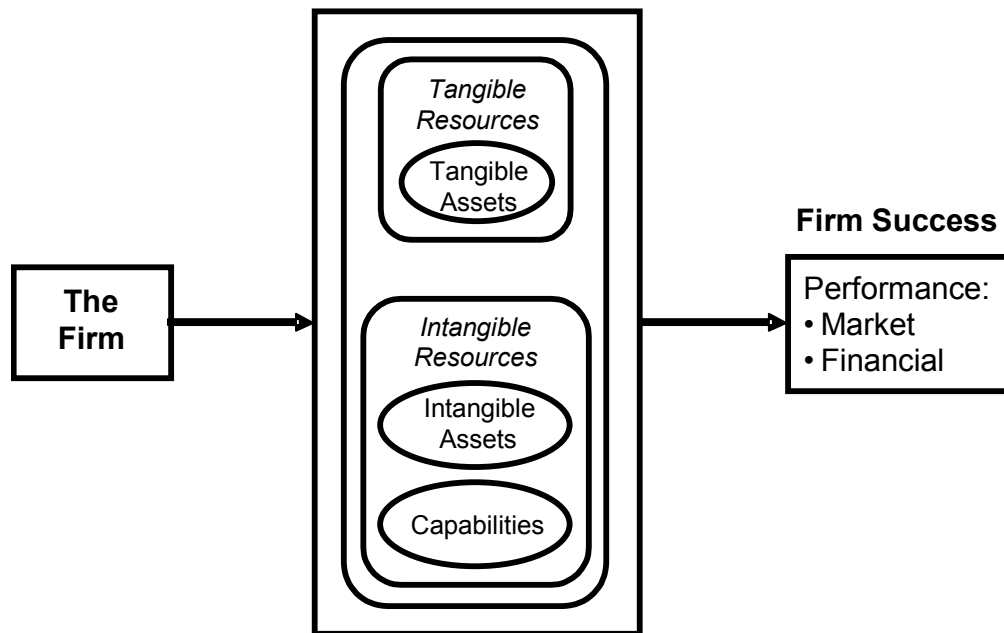 The
Firm
Tangible
Resources
Tangible
Assets
Intangible
Resources
Intangible
Assets
Capabilities
Firm Success
Performance:
• Market
• Financial